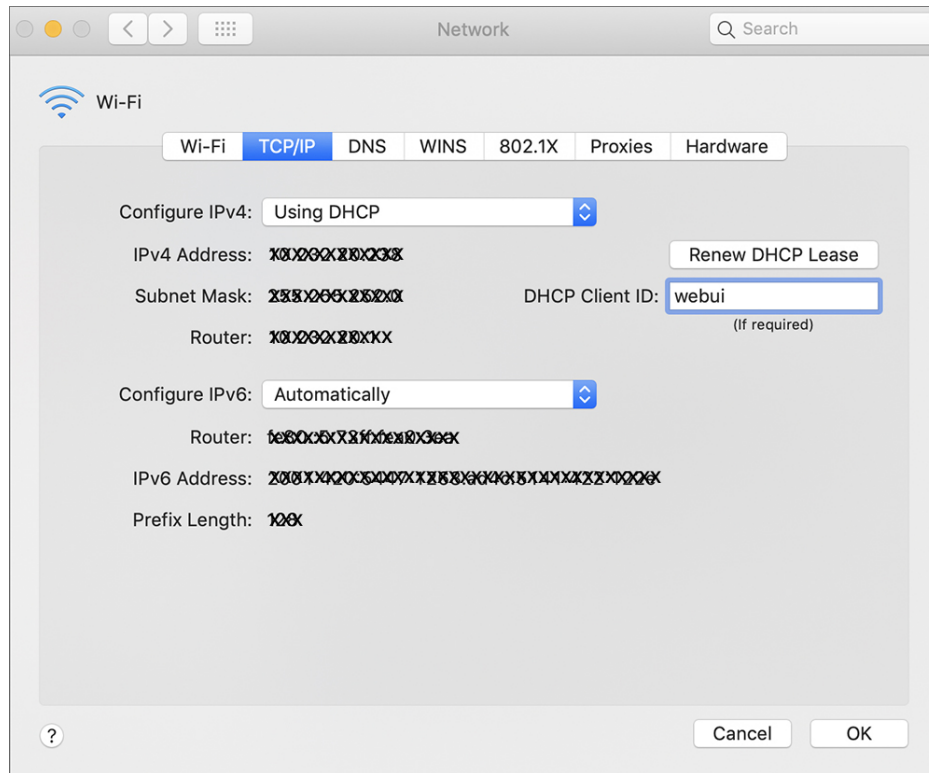 Network
Search
Wi-Fi
Wi-Fi TCP/IP DNS WINS 802.1X Proxies Hardware
Configure IPv4: Using DHCP
IPv4 Address:
Renew DHCP Lease
Subnet Mask:
DHCP Client ID: webui
(If required)
Router:
Configure IPv6: Automatically
Router:
IPv6 Address:
Prefix Length:
?
Cancel OK